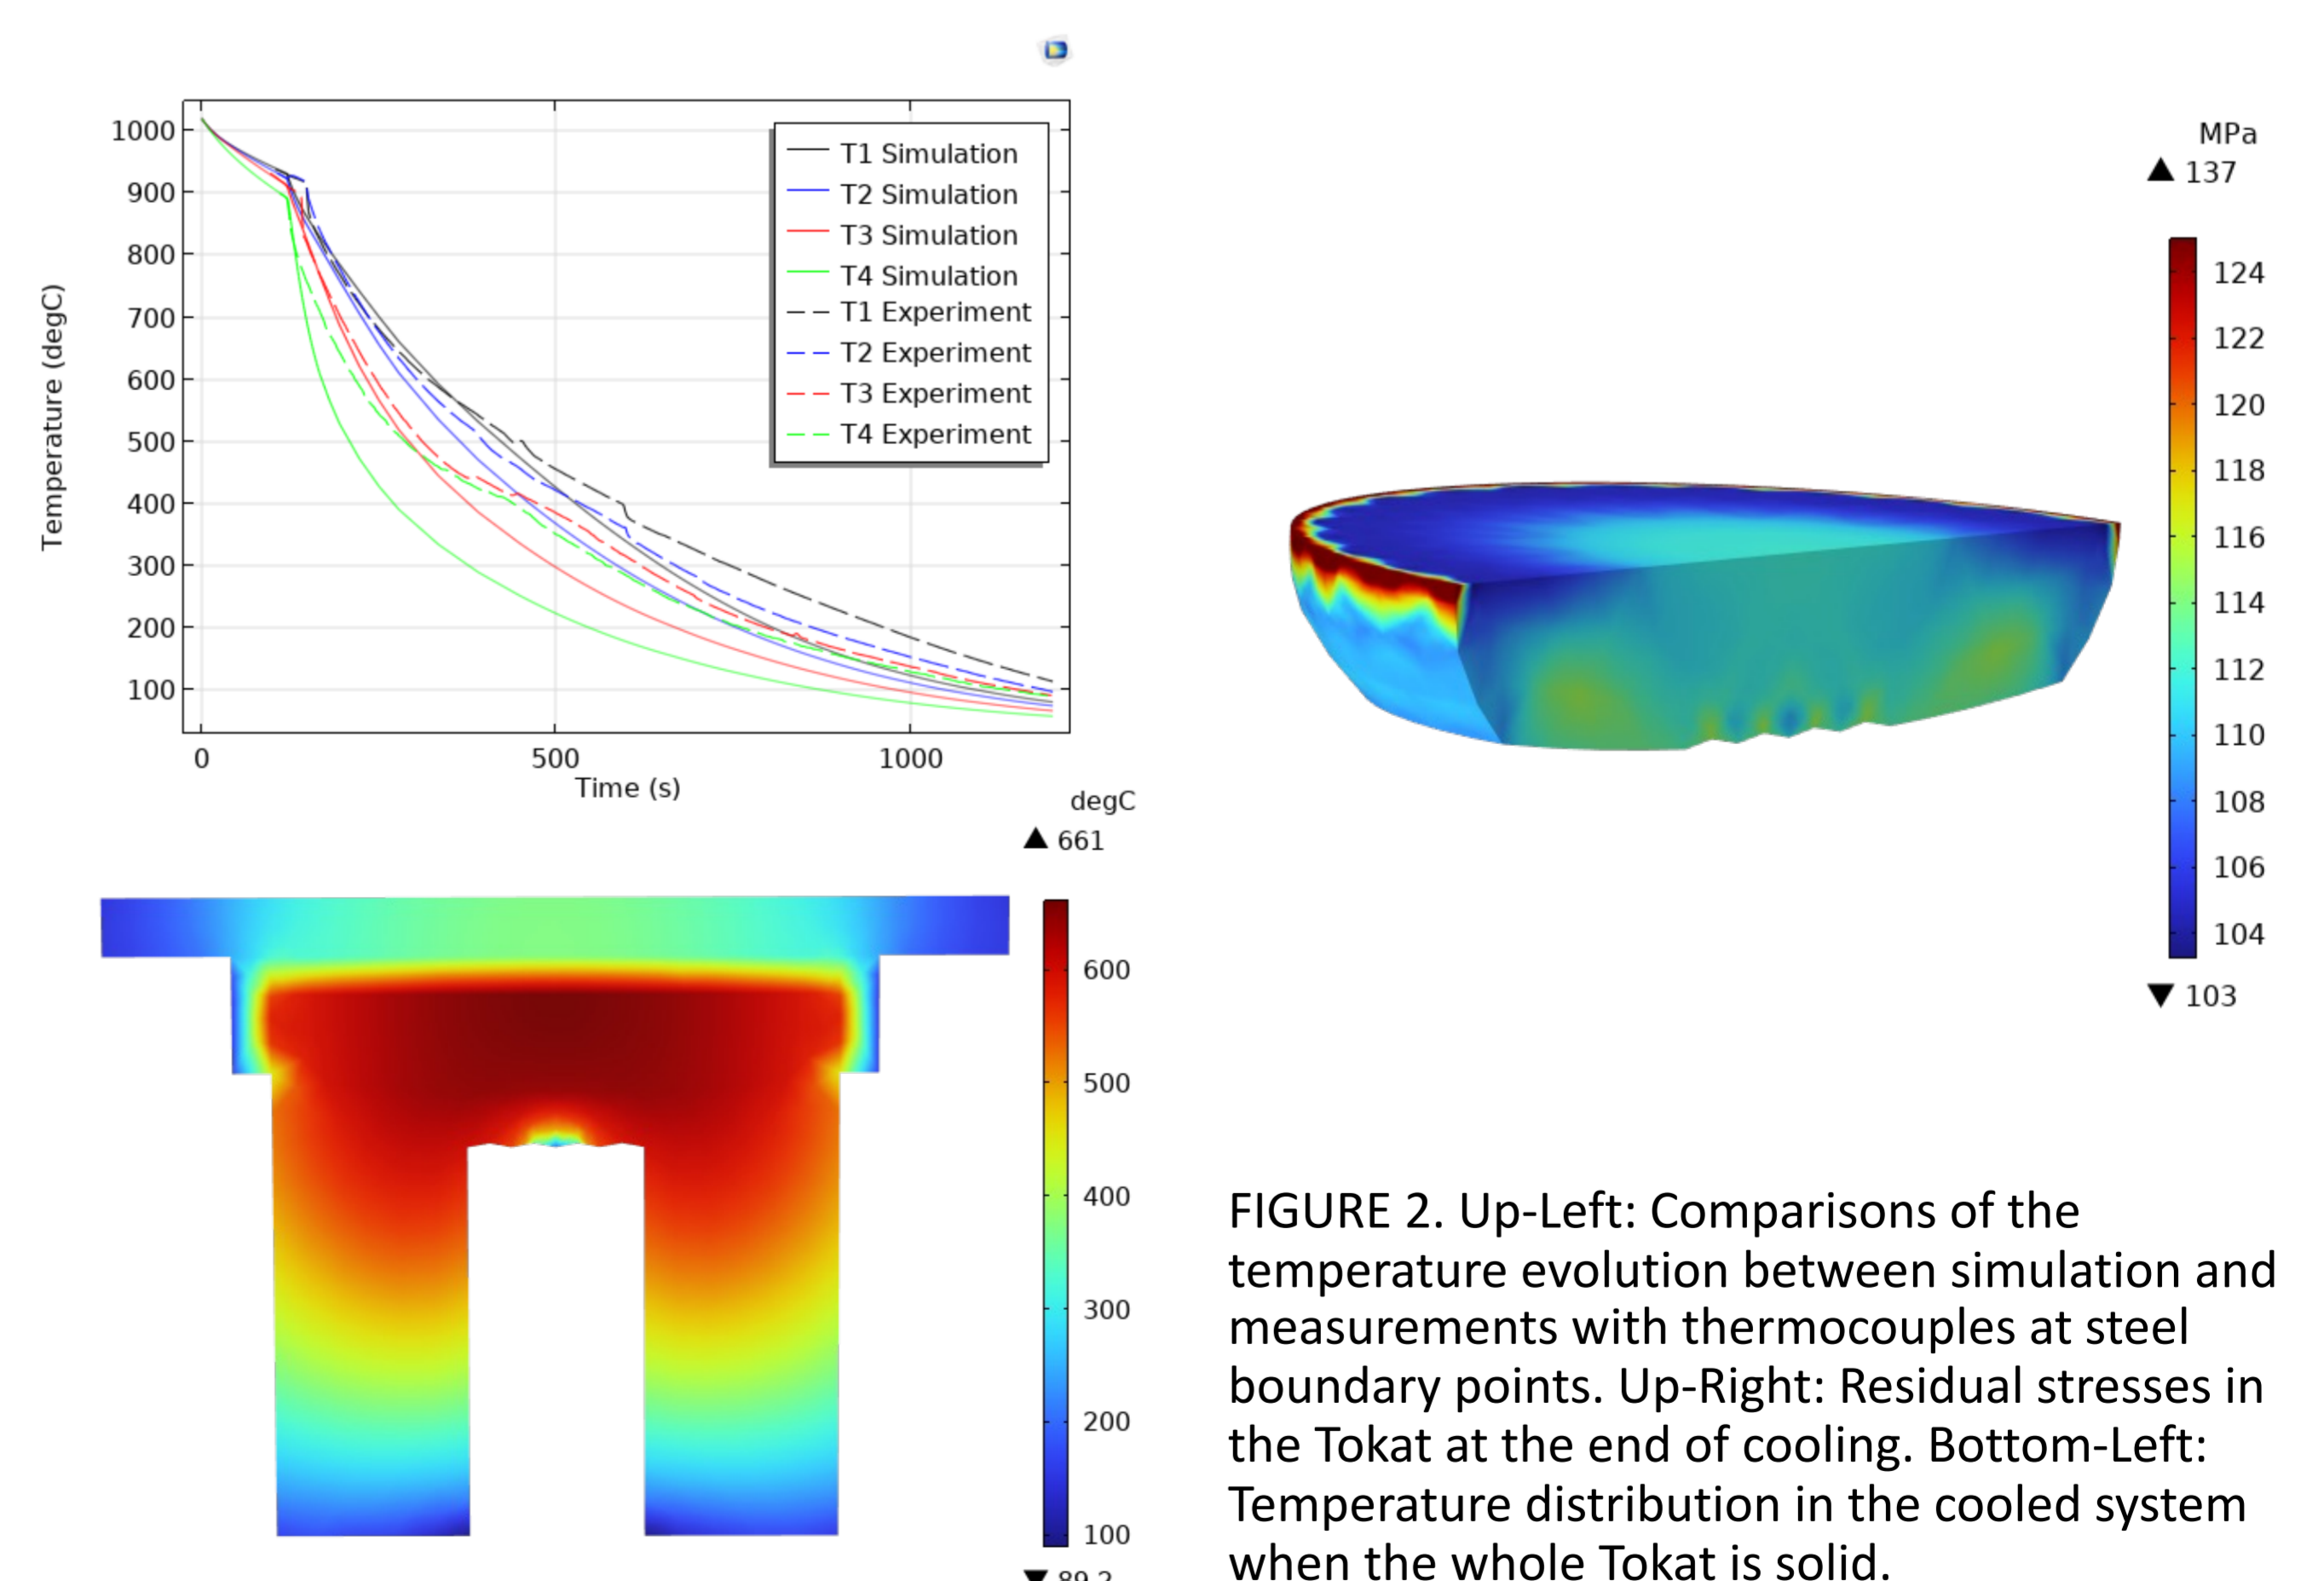 1000
900
800
700
600
500
400
300
200
100
Temperature (degC)
T1 Simulation
T2 Simulation
T3 Simulation
T4 Simulation
T1 Experiment
T2 Experiment
T3 Experiment
T4 Experiment
0
500
1000
Time (s)
MPa
▲ 137
124
122
120
118
116
114
112
110
108
106
104
▼ 103
degC
▲ 661
600
500
400
300
200
100
▼ 89.2
FIGURE 2. Up-Left: Comparisons of the
temperature evolution between simulation and
measurements with thermocouples at steel
boundary points. Up-Right: Residual stresses in
the Tokat at the end of cooling. Bottom-Left:
Temperature distribution in the cooled system
when the whole Tokat is solid.